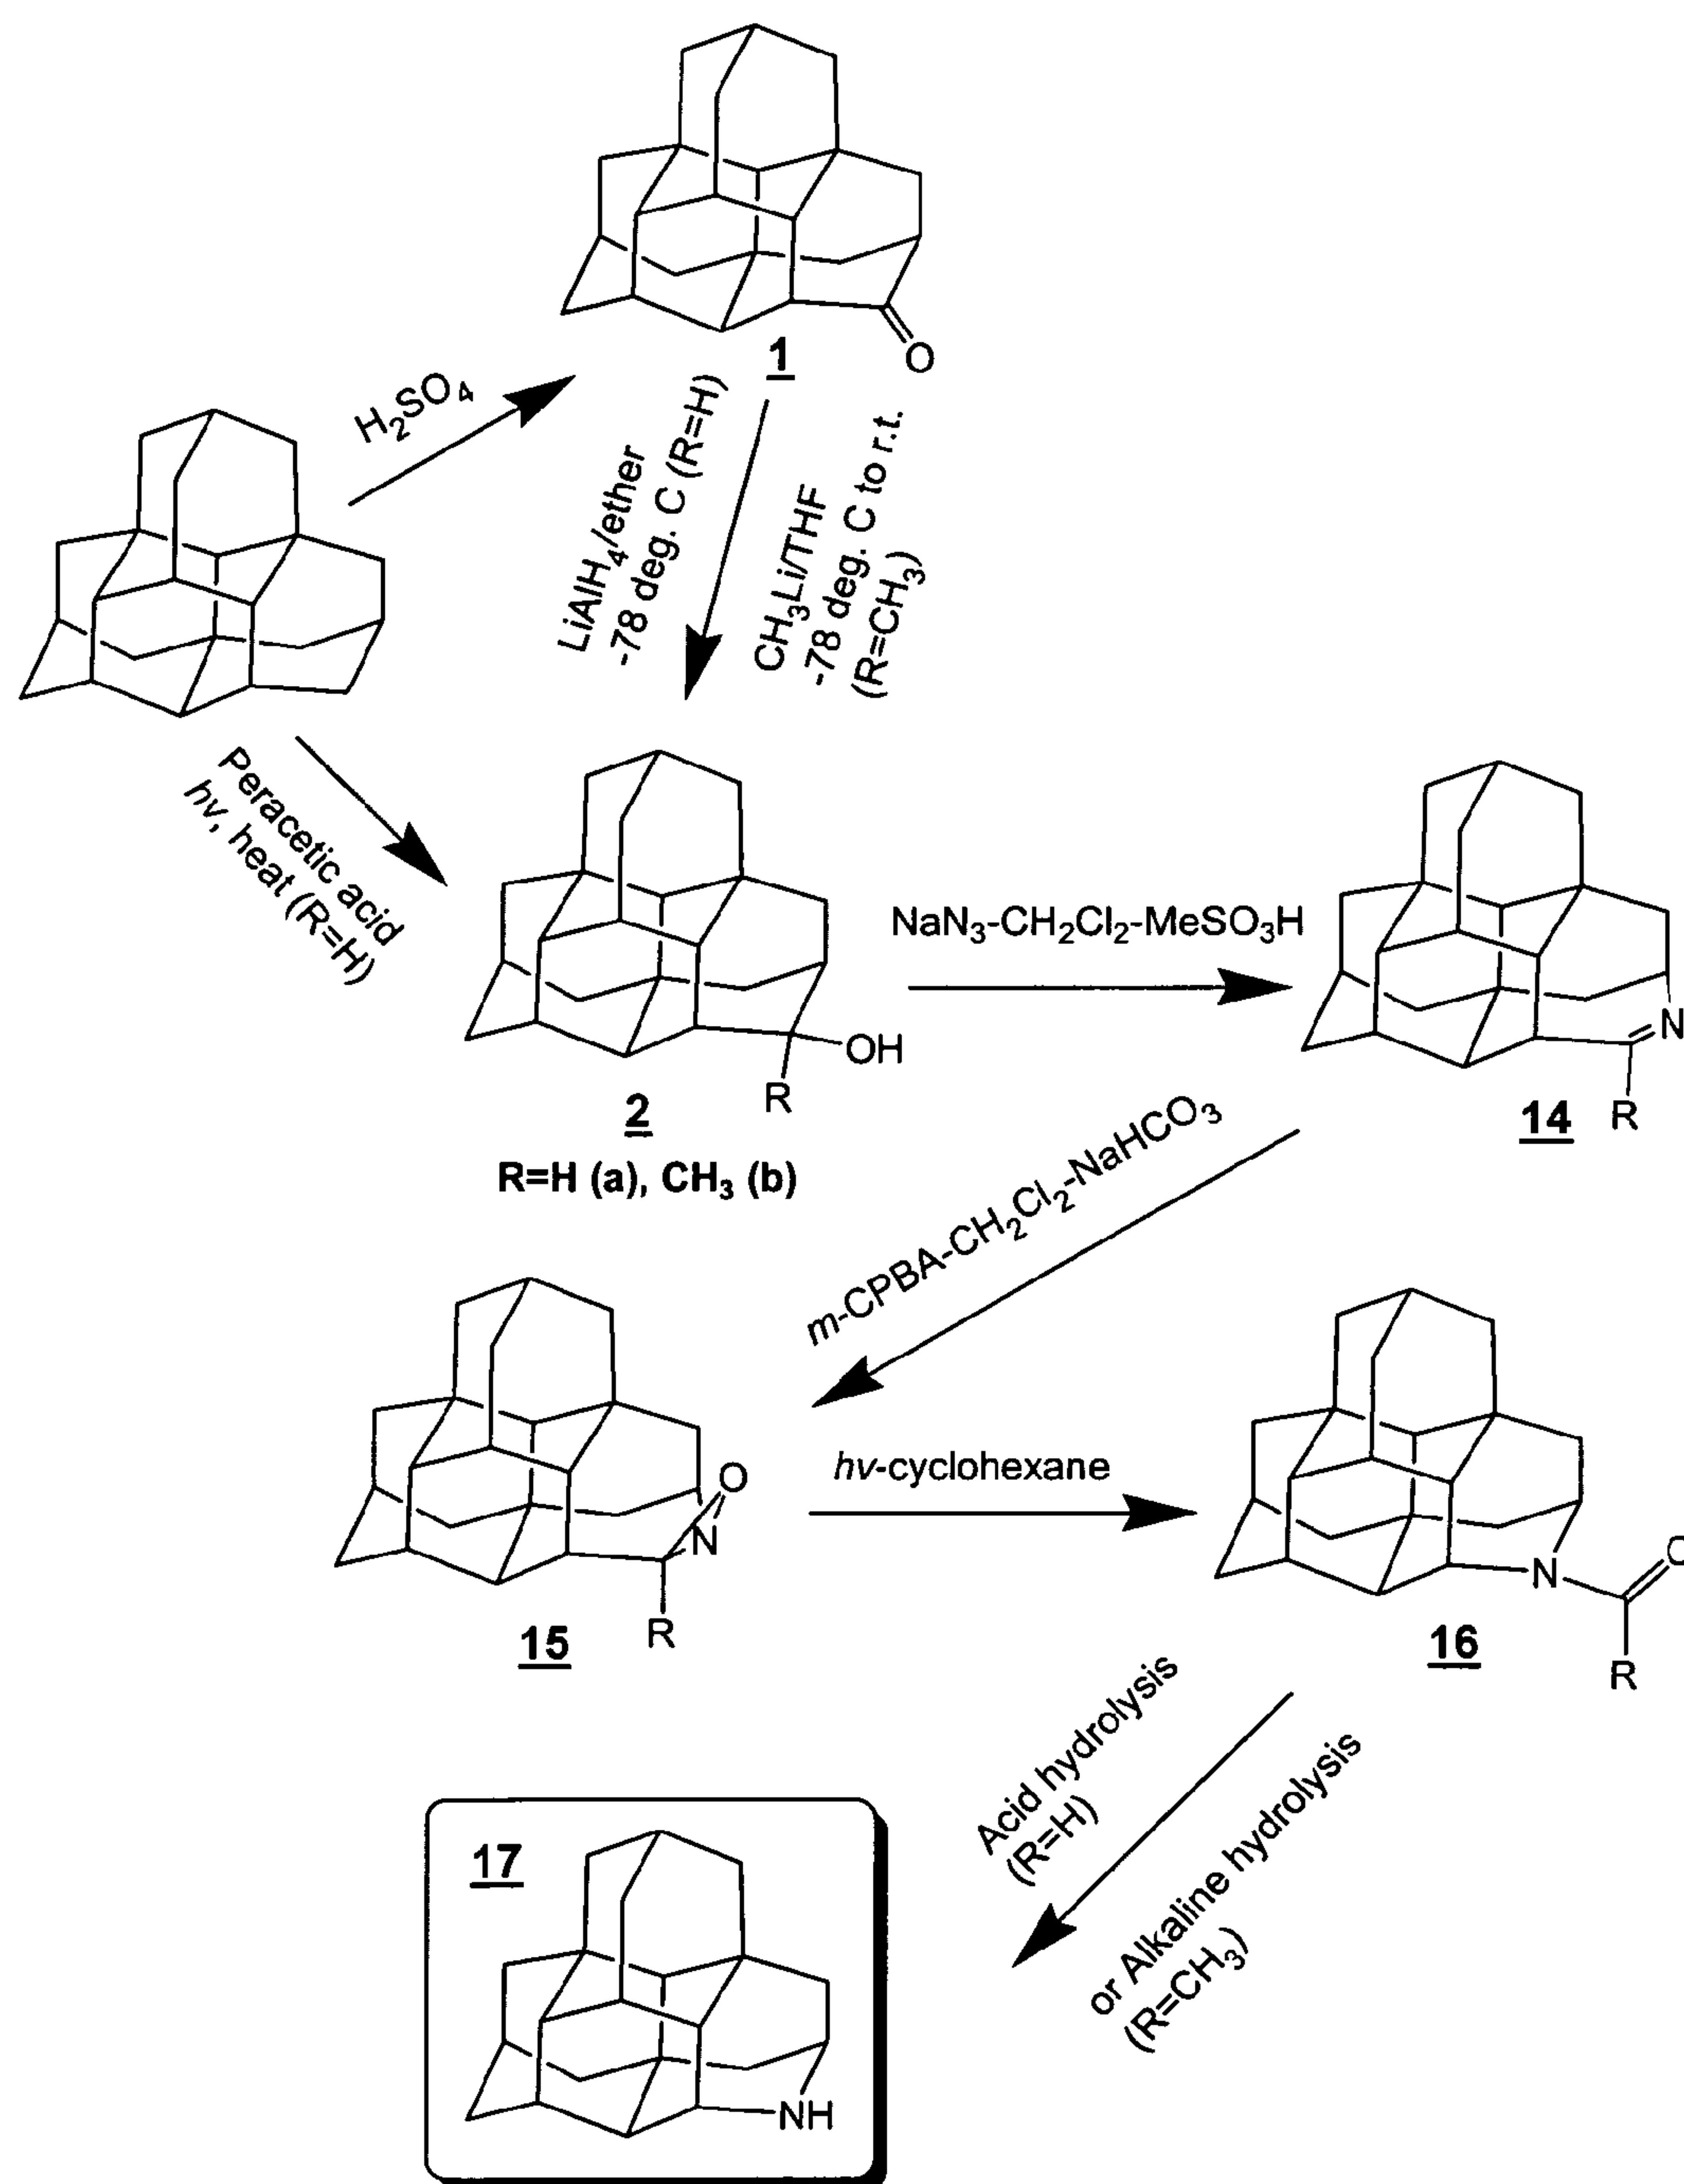 O
1
H₂SO₄
LiAlH₄/ether
-78 deg. C (R=H)
CH₃Li/THF
-78 deg. C to r.t.
(R=CH₃)
Peracetic acid
hv, heat (R=H)
OH
R
2
R=H (a), CH₃ (b)
NaN₃-CH₂Cl₂-MeSO₃H
N
R
14
m-CPBA-CH₂Cl₂-NaHCO₃
O
N
R
15
hv-cyclohexane
O
N
R
16
Acid hydrolysis
(R=H)
or Alkaline hydrolysis
(R=CH₃)
17
NH